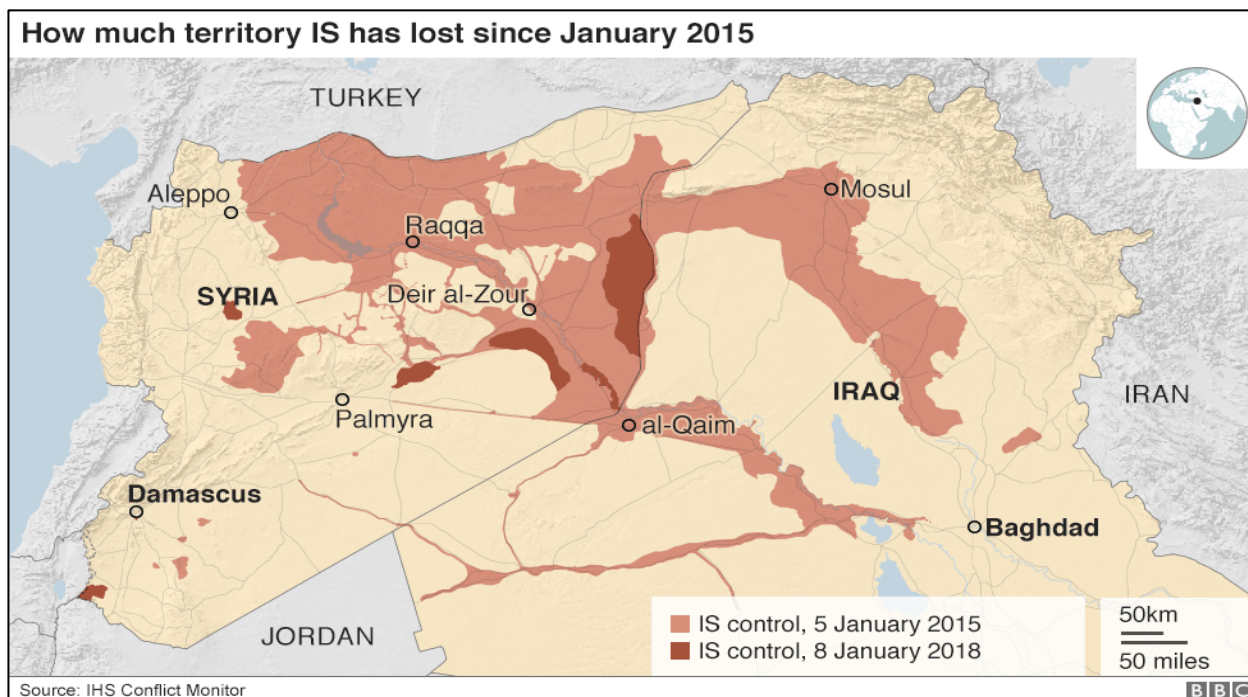 How much territory IS has lost since January 2015
TURKEY
Aleppo
Mosul
Raqqa
SYRIA
Deir al-Zour
IRAQ
IRAN
Palmyra
al-Qaim
Damascus
Baghdad
JORDAN
IS control, 5 January 2015
IS control, 8 January 2018
50km
50 miles
Source: IHS Conflict Monitor
BBC